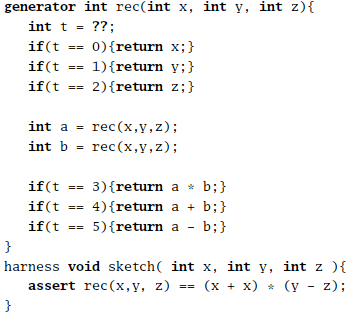 generator int rec(int x, int y, int z){
int t = ??;
if(t == 0){return x;}
if(t == 1){return y;}
if(t == 2){return z;}
int a = rec(x,y,z);
int b = rec(x,y,z);
if(t == 3){return a * b;}
if(t == 4){return a + b;}
if(t == 5){return a - b;}
}
harness void sketch( int x, int y, int z ){
assert rec(x,y, z) == (x + x) * (y - z);
}